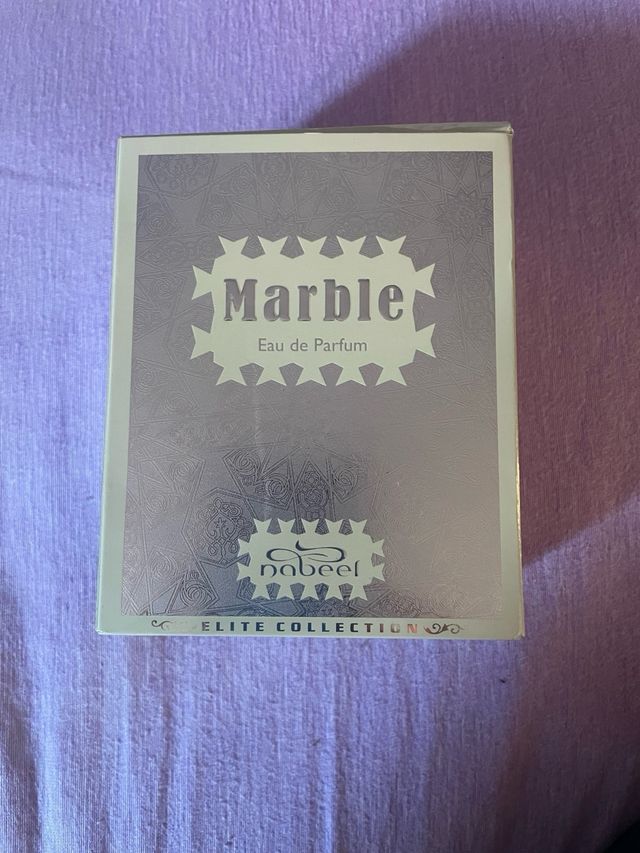 Marble
Eau de Parfum
nabeel
ELITE COLLECTION